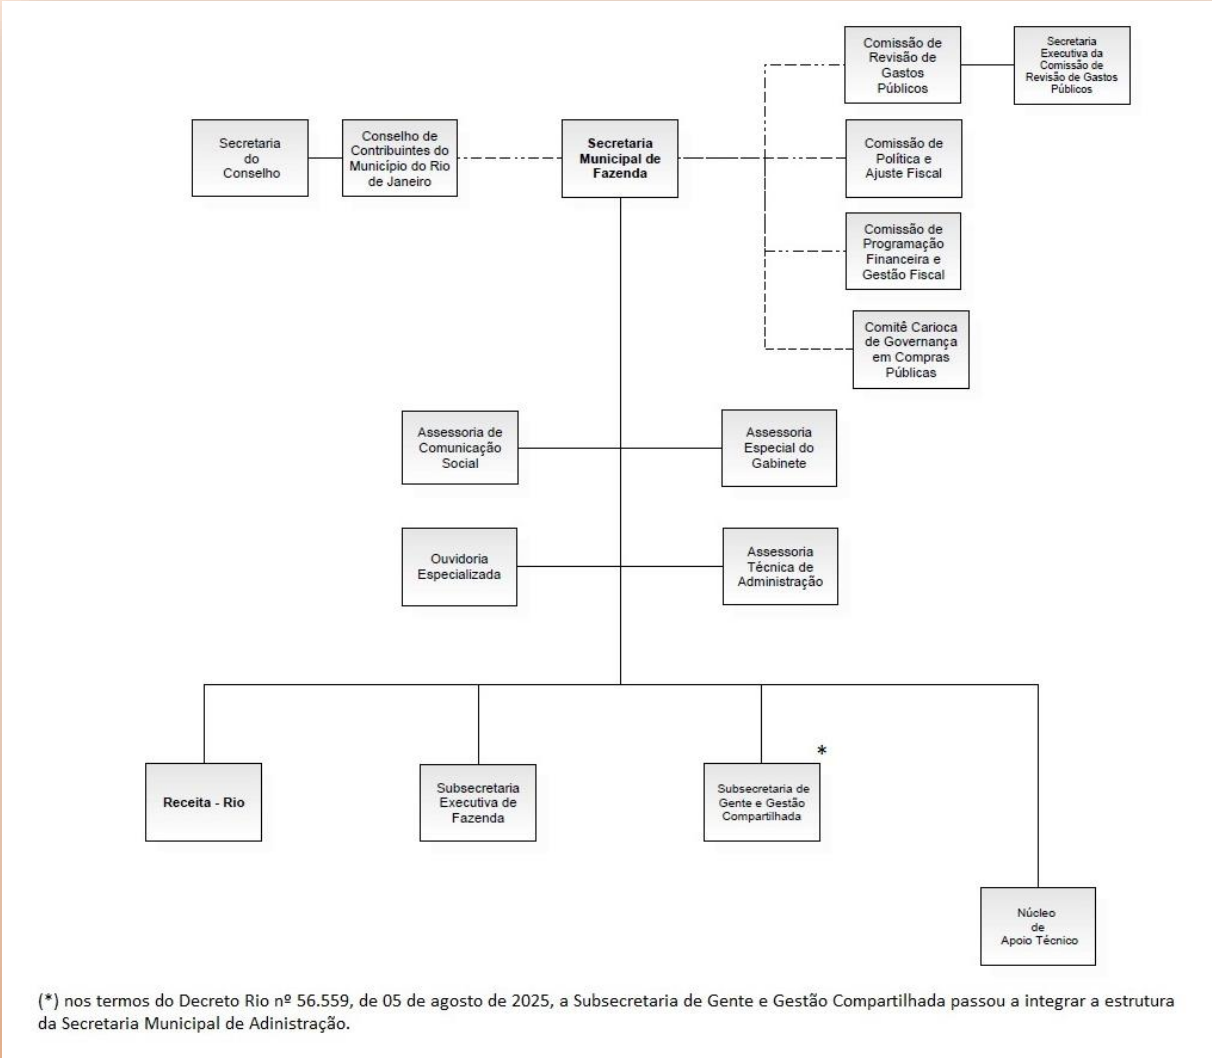 Comissão de
Revisão de
Gastos
Públicos
Secretaria
Executiva da
Comissão de
Revisão de Gastos
Públicos
Secretaria
do
Conselho
Conselho de
Contribuintes do
Município do Rio
de Janeiro
Secretaria
Municipal de
Fazenda
Comissão de
Política e
Ajuste Fiscal
Comissão de
Programação
Financeira e
Gestão Fiscal
Comitê Carioca
de Governança
em Compras
Públicas
Assessoria de
Comunicação
Social
Assessoria
Especial do
Gabinete
Ouvidoria
Especializada
Assessoria
Técnica de
Administração
*
Receita - Rio
Subsecretaria
Executiva de
Fazenda
Subsecretaria de
Gente e Gestão
Compartilhada
Núcleo
de
Apoio Técnico
(*) nos termos do Decreto Rio nº 56.559, de 05 de agosto de 2025, a Subsecretaria de Gente e Gestão Compartilhada passou a integrar a estrutura
da Secretaria Municipal de Adinistração.